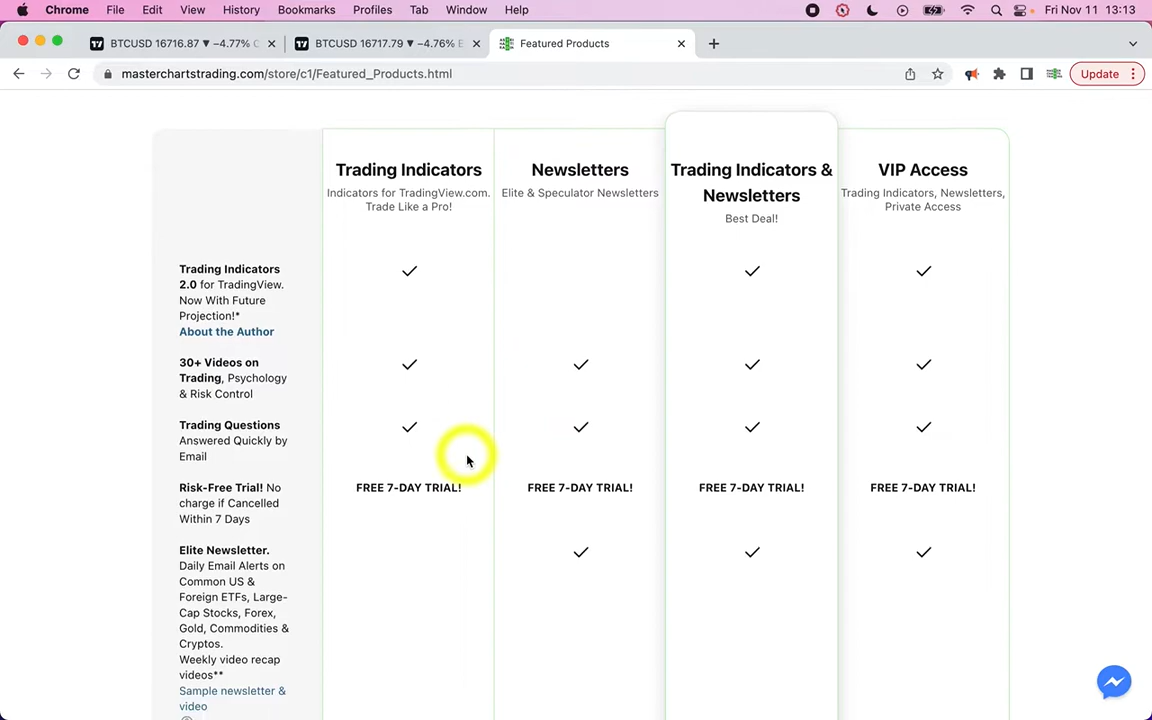 Chrome File Edit View History Bookmarks Profiles Tab Window Help Fri Nov 11 13:13
BTCUSD 16716.87 ▼ −4.77% BTCUSD 16717.79 ▼ −4.76% Featured Products
masterchartstrading.com/store/c1/Featured_Products.html Update
Trading Indicators
Indicators for TradingView.com.
Trade Like a Pro!
Newsletters
Elite & Speculator Newsletters
Trading Indicators &
Newsletters
Best Deal!
VIP Access
Trading Indicators, Newsletters,
Private Access
Trading Indicators
2.0 for TradingView.
Now With Future
Projection!*
About the Author
30+ Videos on
Trading, Psychology
& Risk Control
Trading Questions
Answered Quickly by
Email
Risk-Free Trial! No
charge if Cancelled
Within 7 Days
FREE 7-DAY TRIAL! FREE 7-DAY TRIAL! FREE 7-DAY TRIAL! FREE 7-DAY TRIAL!
Elite Newsletter.
Daily Email Alerts on
Common US &
Foreign ETFs, Large-
Cap Stocks, Forex,
Gold, Commodities &
Cryptos.
Weekly video recap
videos**
Sample newsletter &
video